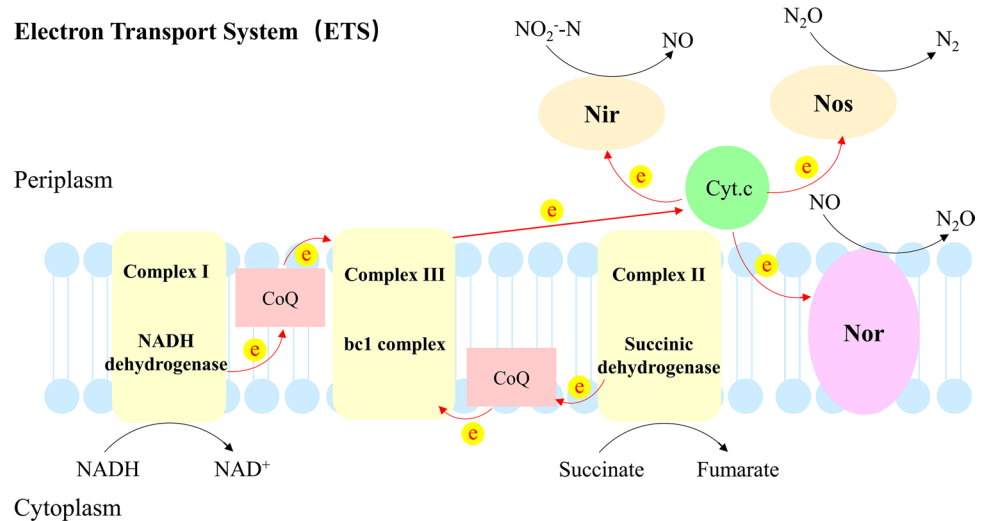 Electron Transport System（ETS）
NO₂⁻-N
NO
N₂O
N₂
Nir
Nos
e
e
Cyt.c
Periplasm
e
NO
N₂O
e
e
Complex I
CoQ
Complex III
Complex II
NADH
dehydrogenase
e
bc1 complex
CoQ
e
Succinic
dehydrogenase
Nor
e
NADH
NAD⁺
Succinate
Fumarate
Cytoplasm